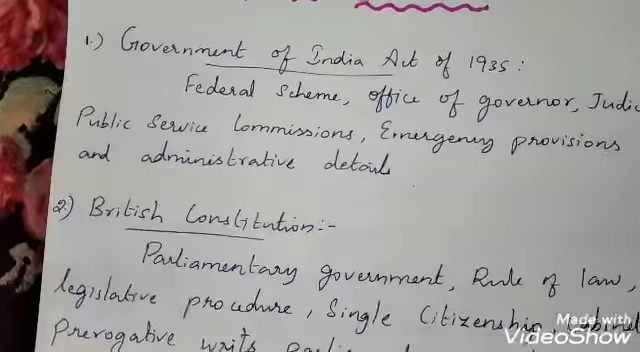 1.) Government of India Act of 1935 :
Federal Scheme, office of governor, Judic
Public Service Commissions, Emergency provisions
and administrative details
2.) British Constitution:-
Parliamentary government, Rule of law,
legislative procedure, Single Citizenship, Cabinet
Prerogative writs
Made with
VideoShow